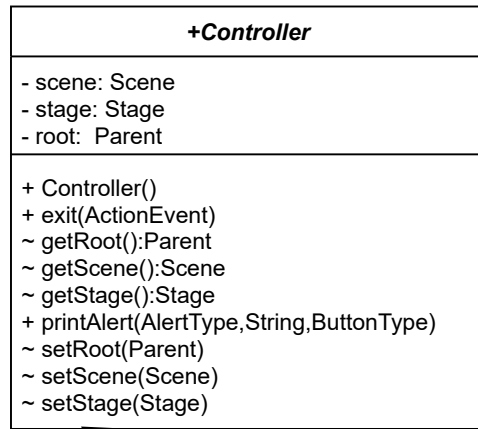 +Controller
- scene: Scene
- stage: Stage
- root:  Parent
+ Controller()
+ exit(ActionEvent)
~ getRoot():Parent
~ getScene():Scene
~ getStage():Stage
+ printAlert(AlertType,String,ButtonType)
~ setRoot(Parent)
~ setScene(Scene)
~ setStage(Stage)